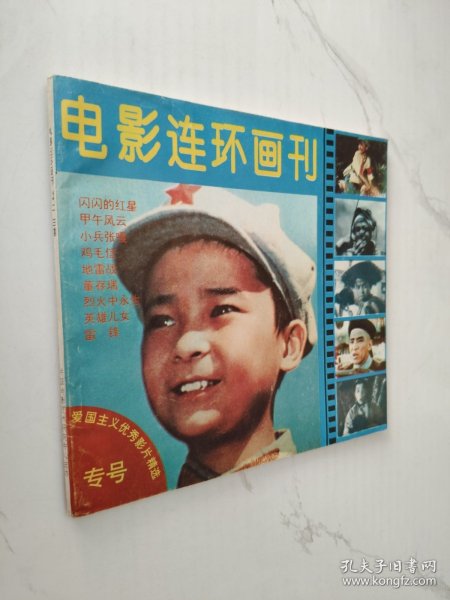 电影连环画刊
闪闪的红星
甲午风云
小兵张嘎
鸡毛信
地雷战
董存瑞
烈火中永生
英雄儿女
雷锋
爱国主义优秀影片精选
专号
孔夫子旧书网
www.kongfz.com